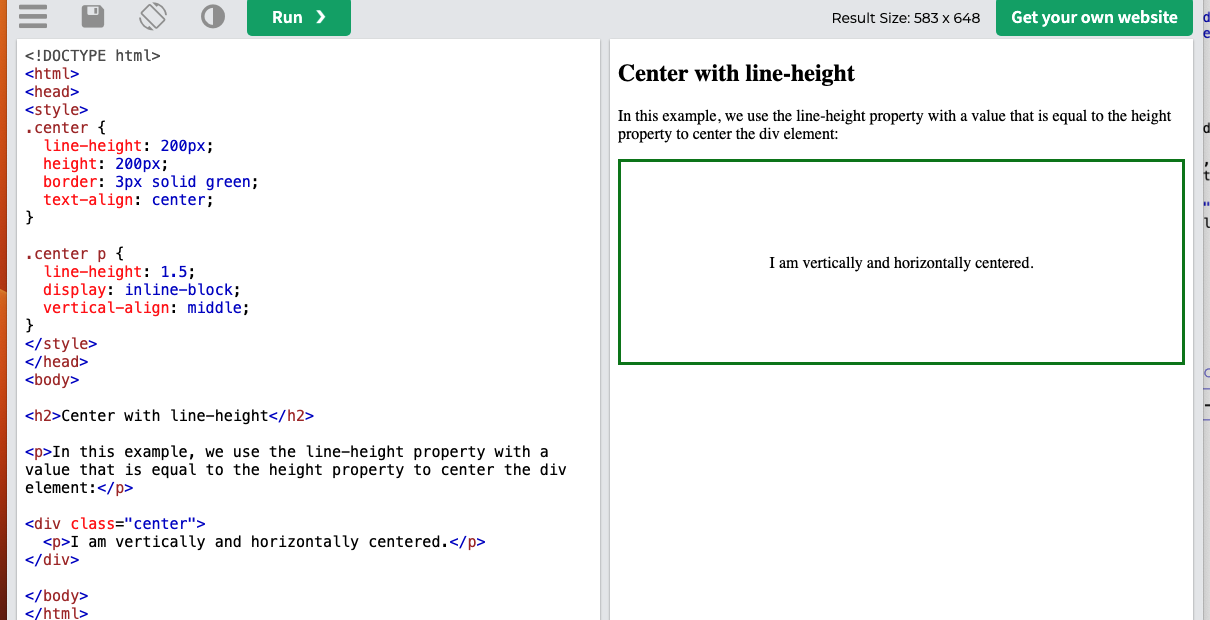 Run ❯
Result Size: 583 x 648
Get your own website
<!DOCTYPE html>
<html>
<head>
<style>
.center {
  line-height: 200px;
  height: 200px;
  border: 3px solid green;
  text-align: center;
}

.center p {
  line-height: 1.5;
  display: inline-block;
  vertical-align: middle;
}
</style>
</head>
<body>

<h2>Center with line-height</h2>

<p>In this example, we use the line-height property with a
value that is equal to the height property to center the div
element:</p>

<div class="center">
  <p>I am vertically and horizontally centered.</p>
</div>

</body>
</html>
Center with line-height
In this example, we use the line-height property with a value that is equal to the height
property to center the div element:
I am vertically and horizontally centered.